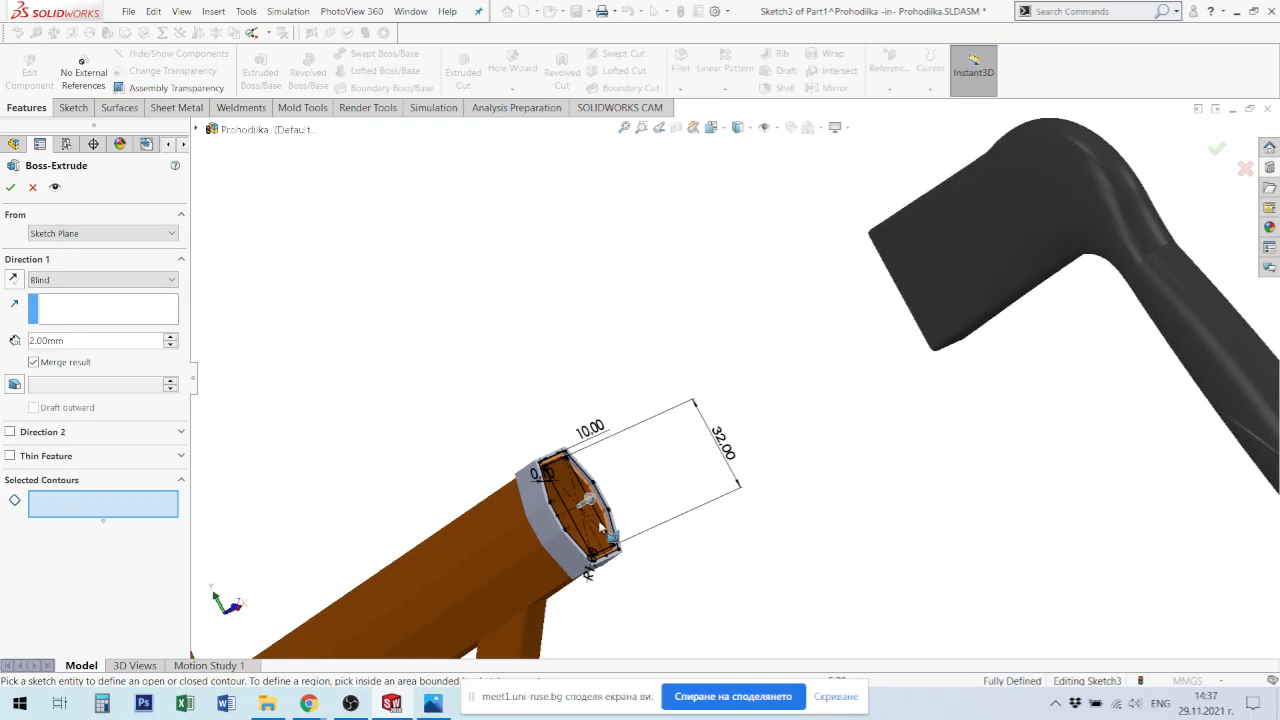 SOLIDWORKS File Edit View Insert Tools Simulation PhotoView 360 Window Help Sketch3 of Part1^Prohodilka -in- Prohodilka.SLDASM * Search Commands
Edit Component
No External References
Hide/Show Components
Change Transparency
Assembly Transparency
Extruded Boss/Base
Revolved Boss/Base
Swept Boss/Base
Lofted Boss/Base
Boundary Boss/Base
Extruded Cut
Hole Wizard
Revolved Cut
Swept Cut
Lofted Cut
Boundary Cut
Fillet
Linear Pattern
Rib
Draft
Shell
Wrap
Intersect
Mirror
Referenc...
Curves
Instant3D
Features Sketch Surfaces Sheet Metal Mold Tools Weldments Render Tools Simulation Analysis Preparation SOLIDWORKS CAM
Prohodilka (Default...
Boss-Extrude
From
Sketch Plane
Direction 1
Blind
2.00mm
Merge result
Draft outward
Direction 2
Thin Feature
Selected Contours
10.00
32.00
Y
Model 3D Views Motion Study 1
Pick a sketch entity to define an open or closed contour. To define a region, pick inside an area bounded
Fully Defined Editing Sketch3 MMGS
meet1.uni-ruse.bg споделя екрана ви. Спиране на споделянето Скриване
ENG 14:37
29.11.2021 г.